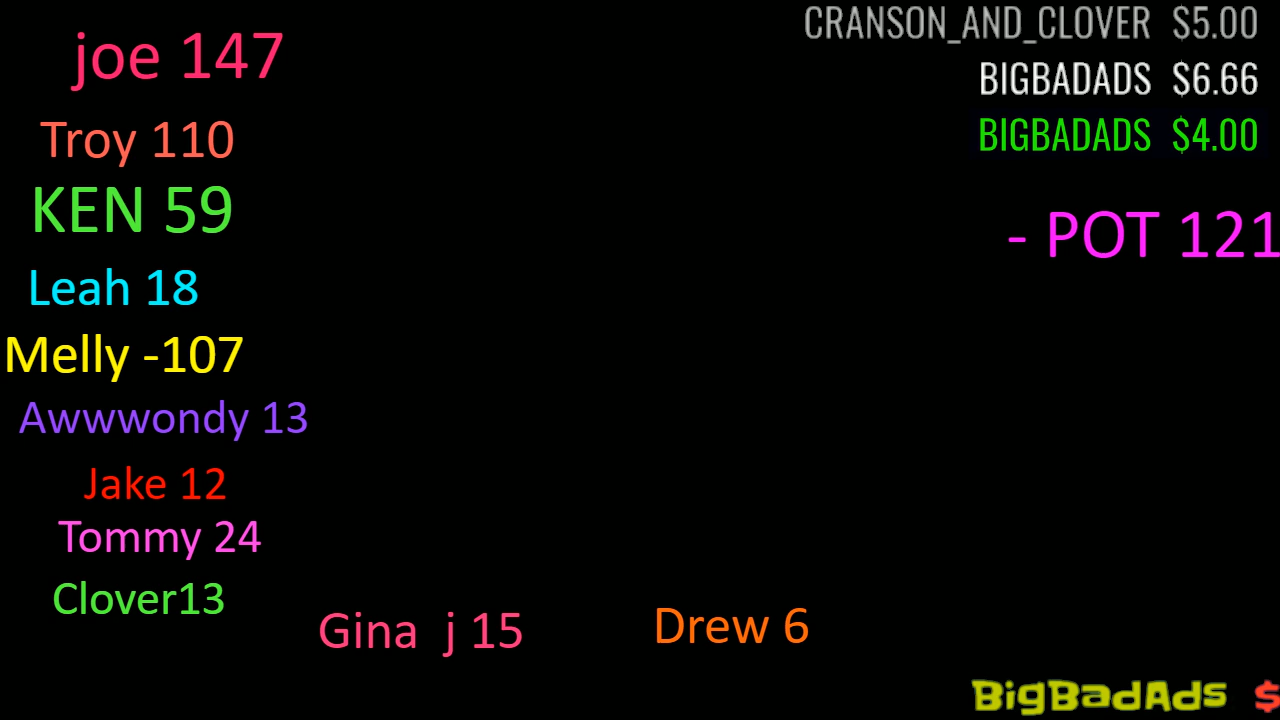 joe 147
Troy 110
KEN 59
Leah 18
Melly -107
Awwwondy 13
Jake 12
Tommy 24
Clover13
Gina j 15
Drew 6
CRANSON_AND_CLOVER $5.00
BIGBADADS $6.66
BIGBADADS $4.00
- POT 121
BigBadAds $